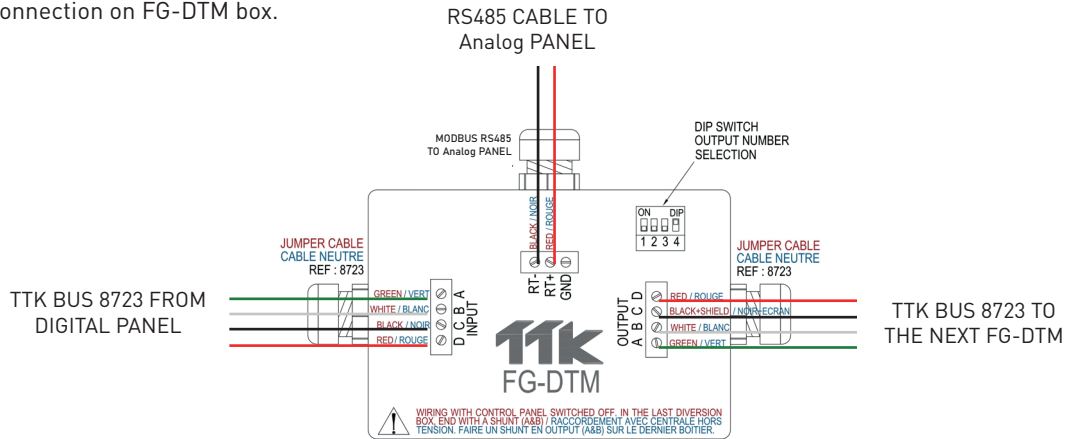 onnection on FG-DTM box.
RS485 CABLE TO
Analog PANEL
MODBUS RS485
TO Analog PANEL
DIP SWITCH
OUTPUT NUMBER
SELECTION
BLACK / NOIR
RED / ROUGE
ON DIP
1 2 3 4
JUMPER CABLE
CABLE NEUTRE
REF : 8723
JUMPER CABLE
CABLE NEUTRE
REF : 8723
RT-
RT+
GND
TTK BUS 8723 FROM
DIGITAL PANEL
GREEN / VERT
WHITE / BLANC
BLACK / NOIR
RED / ROUGE
D C B A
INPUT
OUTPUT
A B C D
RED / ROUGE
BLACK+SHIELD / NOIR+ECRAN
WHITE / BLANC
GREEN / VERT
TTK BUS 8723 TO
THE NEXT FG-DTM
TTK
FG-DTM
WIRING WITH CONTROL PANEL SWITCHED OFF. IN THE LAST DIVERSION
BOX, END WITH A SHUNT (A&B) / RACCORDEMENT AVEC CENTRALE HORS
TENSION. FAIRE UN SHUNT EN OUTPUT (A&B) SUR LE DERNIER BOITIER.